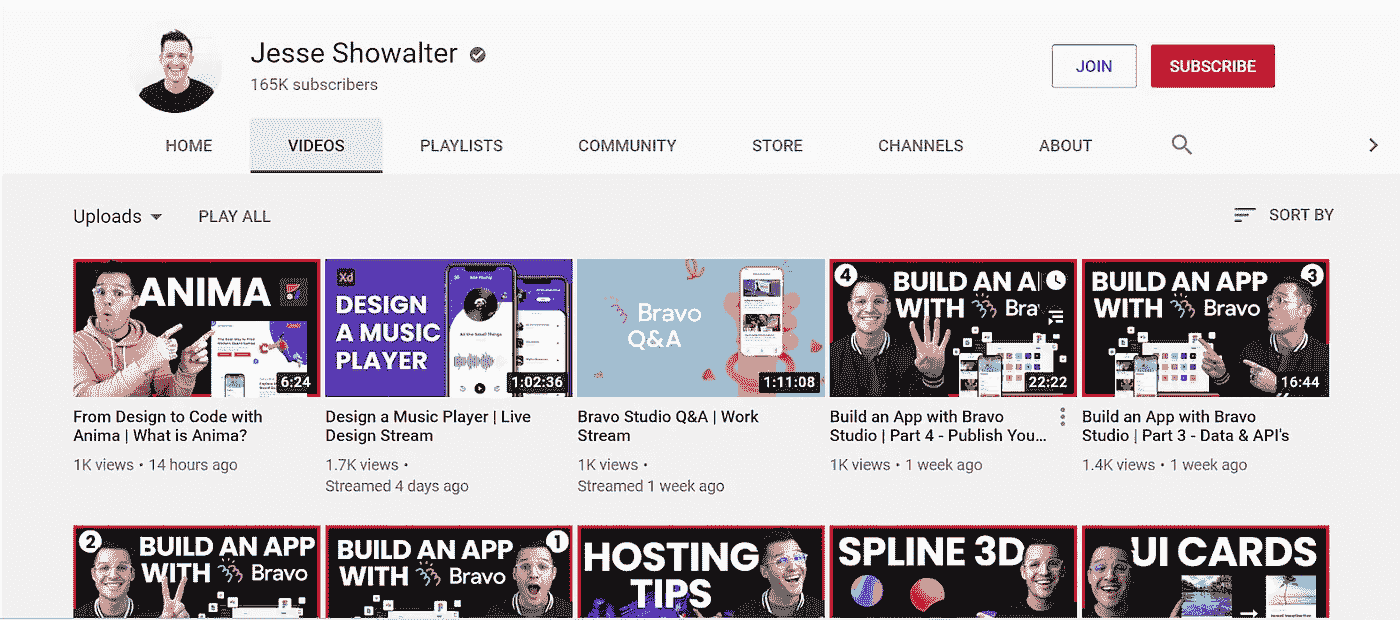 Jesse Showalter
165K subscribers
JOIN
SUBSCRIBE
HOME
VIDEOS
PLAYLISTS
COMMUNITY
STORE
CHANNELS
ABOUT
Uploads
PLAY ALL
SORT BY
ANIMA
6:24
Xd
DESIGN
A MUSIC
PLAYER
1:02:36
Bravo
Q&A
1:11:08
4
BUILD AN A
WITH Bra
22:22
BUILD AN APP
3
WITH Bravo
16:44
From Design to Code with
Anima | What is Anima?
1K views • 14 hours ago
Design a Music Player | Live
Design Stream
1.7K views •
Streamed 4 days ago
Bravo Studio Q&A | Work
Stream
1K views •
Streamed 1 week ago
Build an App with Bravo
Studio | Part 4 - Publish You...
1K views • 1 week ago
Build an App with Bravo
Studio | Part 3 - Data & API's
1.4K views • 1 week ago
2
BUILD AN APP
WITH Bravo
BUILD AN APP
1
WITH Bravo
HOSTING
TIPS
SPLINE 3D
UI CARDS